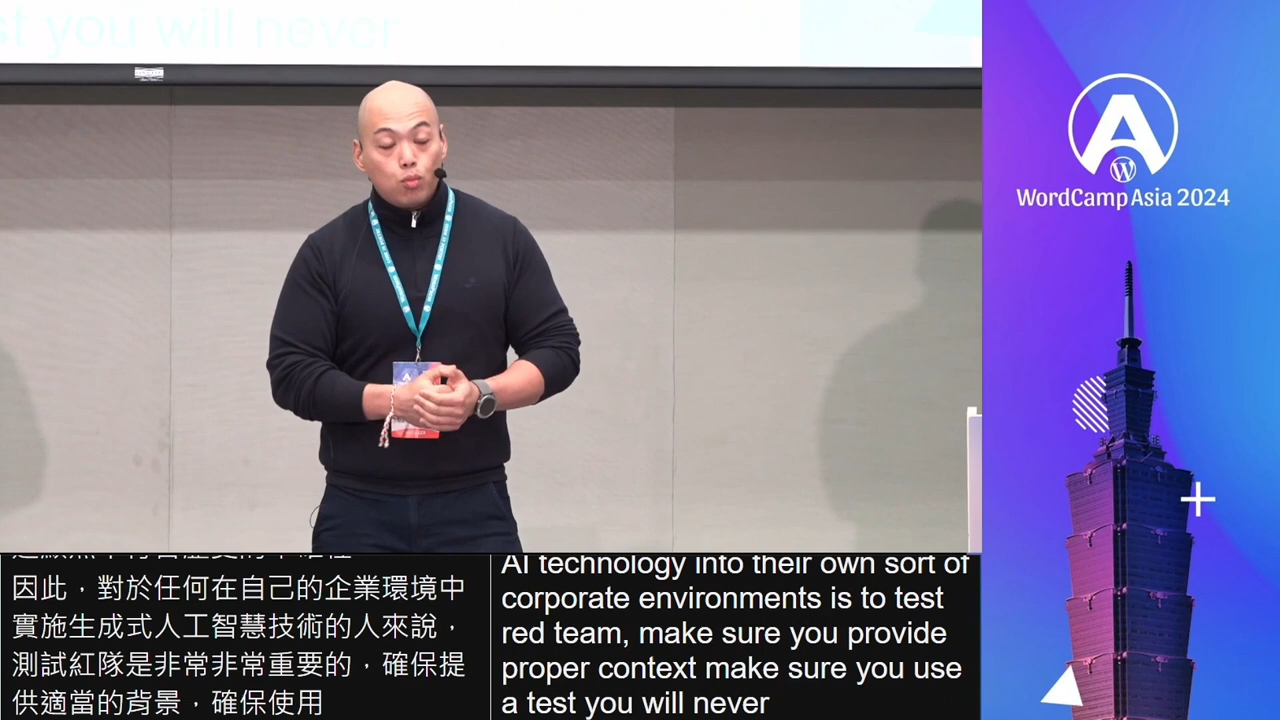 st you will never
WordCamp Asia 2024
因此，對於任何在自己的企業環境中
實施生成式人工智慧技術的人來說，
測試紅隊是非常非常重要的，確保提
供適當的背景，確保使用
AI technology into their own sort of
corporate environments is to test
red team, make sure you provide
proper context make sure you use
a test you will never